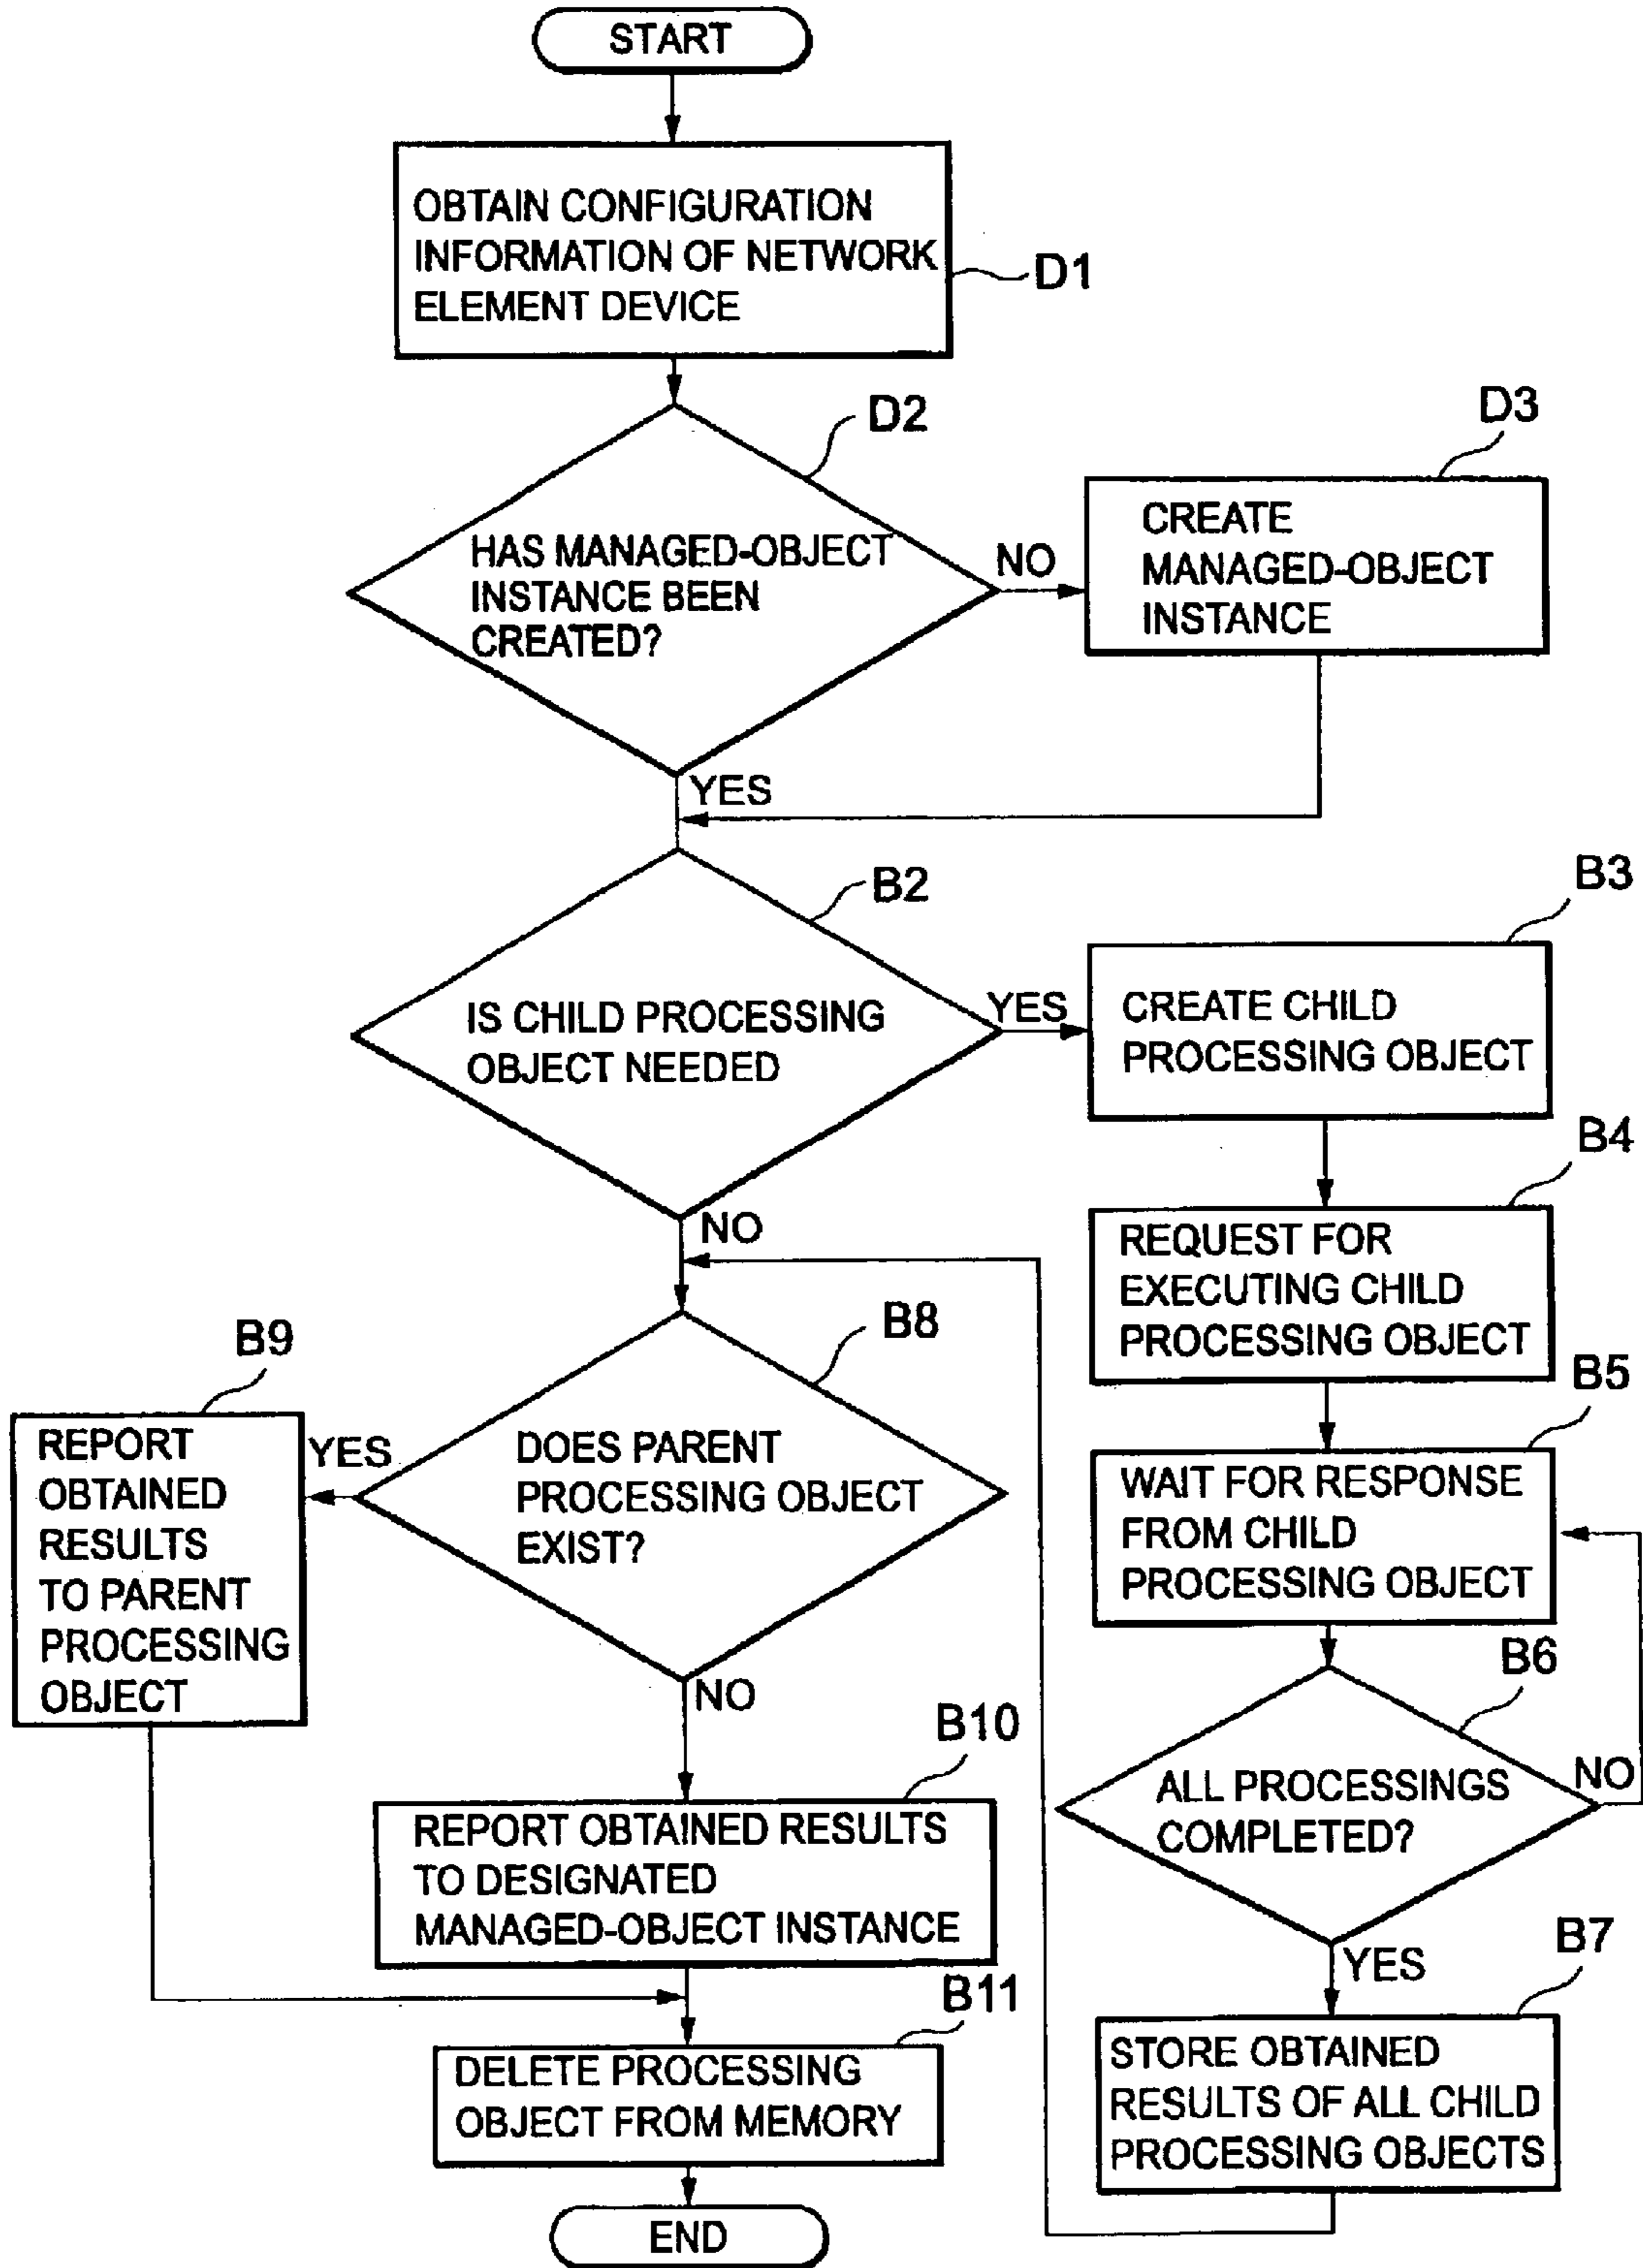 START
OBTAIN CONFIGURATION
INFORMATION OF NETWORK
ELEMENT DEVICE
D1
D2
HAS MANAGED-OBJECT
INSTANCE BEEN
CREATED?
NO
D3
CREATE
MANAGED-OBJECT
INSTANCE
YES
B2
IS CHILD PROCESSING
OBJECT NEEDED
YES
B3
CREATE CHILD
PROCESSING OBJECT
NO
B4
REQUEST FOR
EXECUTING CHILD
PROCESSING OBJECT
B5
WAIT FOR RESPONSE
FROM CHILD
PROCESSING OBJECT
B6
ALL PROCESSINGS
COMPLETED?
NO
YES
B7
STORE OBTAINED
RESULTS OF ALL CHILD
PROCESSING OBJECTS
B8
DOES PARENT
PROCESSING OBJECT
EXIST?
YES
B9
REPORT
OBTAINED
RESULTS
TO PARENT
PROCESSING
OBJECT
NO
B10
REPORT OBTAINED RESULTS
TO DESIGNATED
MANAGED-OBJECT INSTANCE
B11
DELETE PROCESSING
OBJECT FROM MEMORY
END